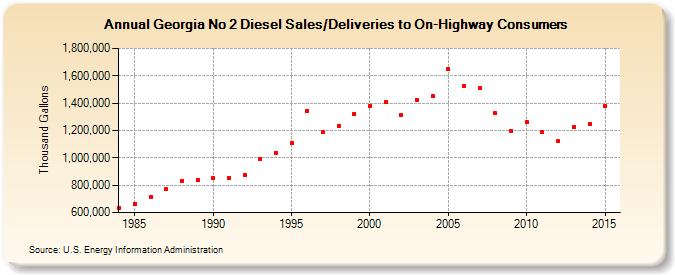 Annual Georgia No 2 Diesel Sales/Deliveries to On-Highway Consumers
Thousand Gallons
1,800,000
1,600,000
1,400,000
1,200,000
1,000,000
800,000
600,000
1985 1990 1995 2000 2005 2010 2015
Source: U.S. Energy Information Administration